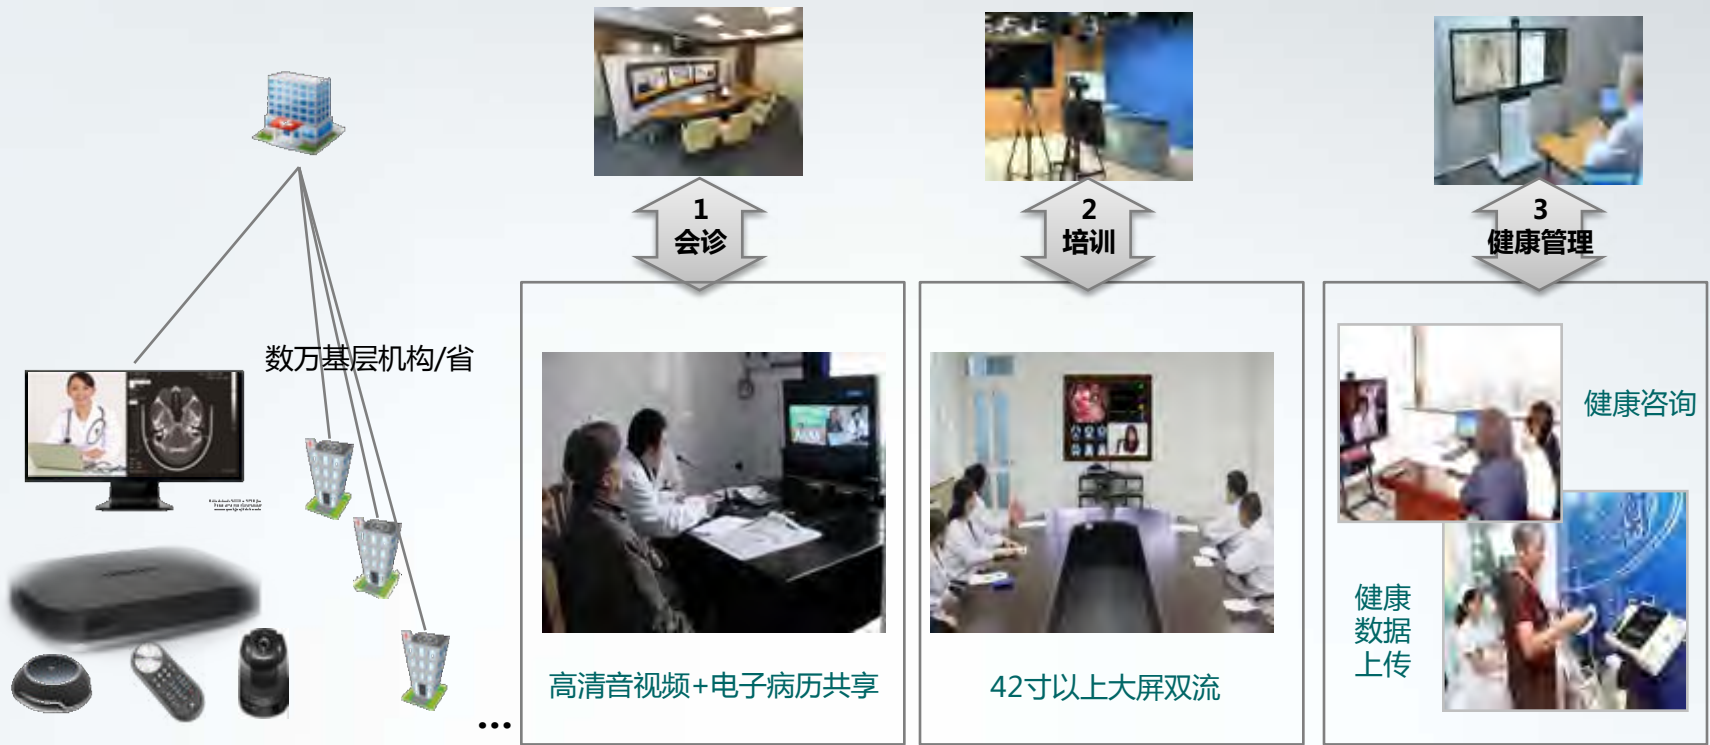 1
会诊
2
培训
3
健康管理
数万基层机构/省
健康咨询
健康
数据
上传
高清音视频+电子病历共享
42寸以上大屏双流
...